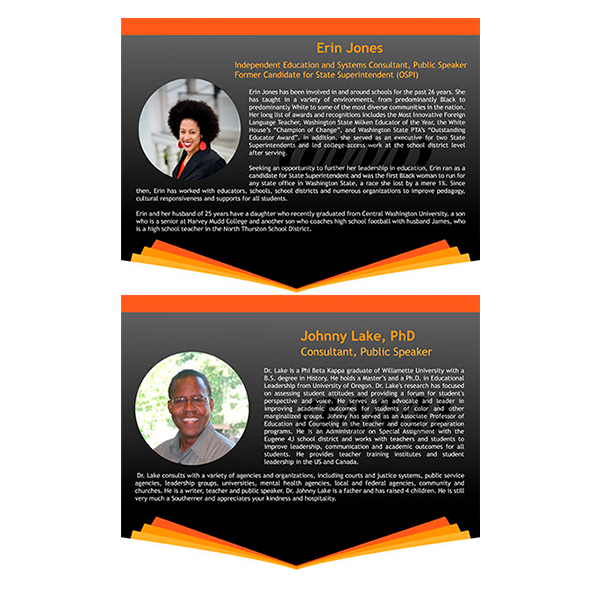 Erin Jones
Independent Education and Systems Consultant, Public Speaker
Former Candidate for State Superintendent (OSPI)
Erin Jones has been involved in and around schools for the past 26 years. She
has taught in a variety of environments, from predominantly Black to
predominantly White to some of the most diverse communities in the nation.
Her long list of awards and recognitions includes the Most Innovative Foreign
Language Teacher, Washington State Milken Educator of the Year, the White
House's "Champion of Change", and Washington State PTA's "Outstanding
Educator Award". In addition, she served as an executive for two State
Superintendents and led college-access work at the school district level
after serving.
Seeking an opportunity to further her leadership in education, Erin ran as a
candidate for State Superintendent and was the first Black woman to run for
any state office in Washington State, a race she lost by a mere 1%. Since
then, Erin has worked with educators, schools, school districts and numerous organizations to improve pedagogy,
cultural responsiveness and supports for all students.
Erin and her husband of 25 years have a daughter who recently graduated from Central Washington University, a son
who is a senior at Harvey Mudd College and another son who coaches high school football with husband James, who
is a high school teacher in the North Thurston School District.
Johnny Lake, PhD
Consultant, Public Speaker
Dr. Lake is a Phi Beta Kappa graduate of Willamette University with a
B.S. degree in History. He holds a Master's and a Ph.D. in Educational
Leadership from University of Oregon. Dr. Lake's research has focused
on assessing student attitudes and providing a forum for student's
perspective and voice. He serves as an advocate and leader in
improving academic outcomes for students of color and other
marginalized groups. Johnny has served as an Associate Professor of
Education and Counseling in the teacher and counselor preparation
programs. He is an Administrator on Special Assignment with the
Eugene 4J school district and works with teachers and students to
improve leadership, communication and academic outcomes for all
students. He provides teacher training institutes and student
leadership in the US and Canada.
Dr. Lake consults with a variety of agencies and organizations, including courts and justice systems, public service
agencies, leadership groups, universities, mental health agencies, local and federal agencies, community and
churches. He is a writer, teacher and public speaker. Dr. Johnny Lake is a father and has raised 4 children. He is still
very much a Southerner and appreciates your kindness and hospitality.